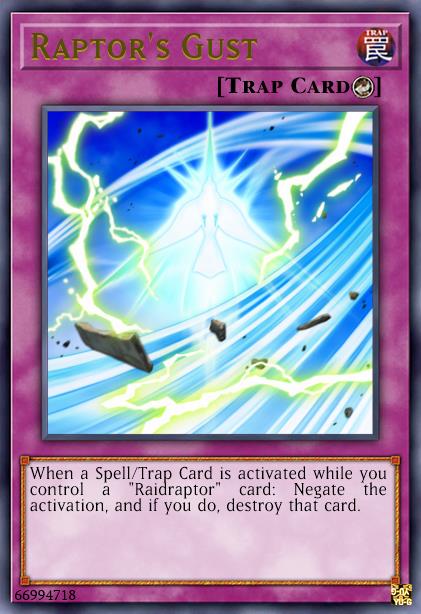 Raptor's Gust
TRAP
罠
[Trap Card]
When a Spell/Trap Card is activated while you
control a "Raidraptor" card: Negate the
activation, and if you do, destroy that card.
66994718